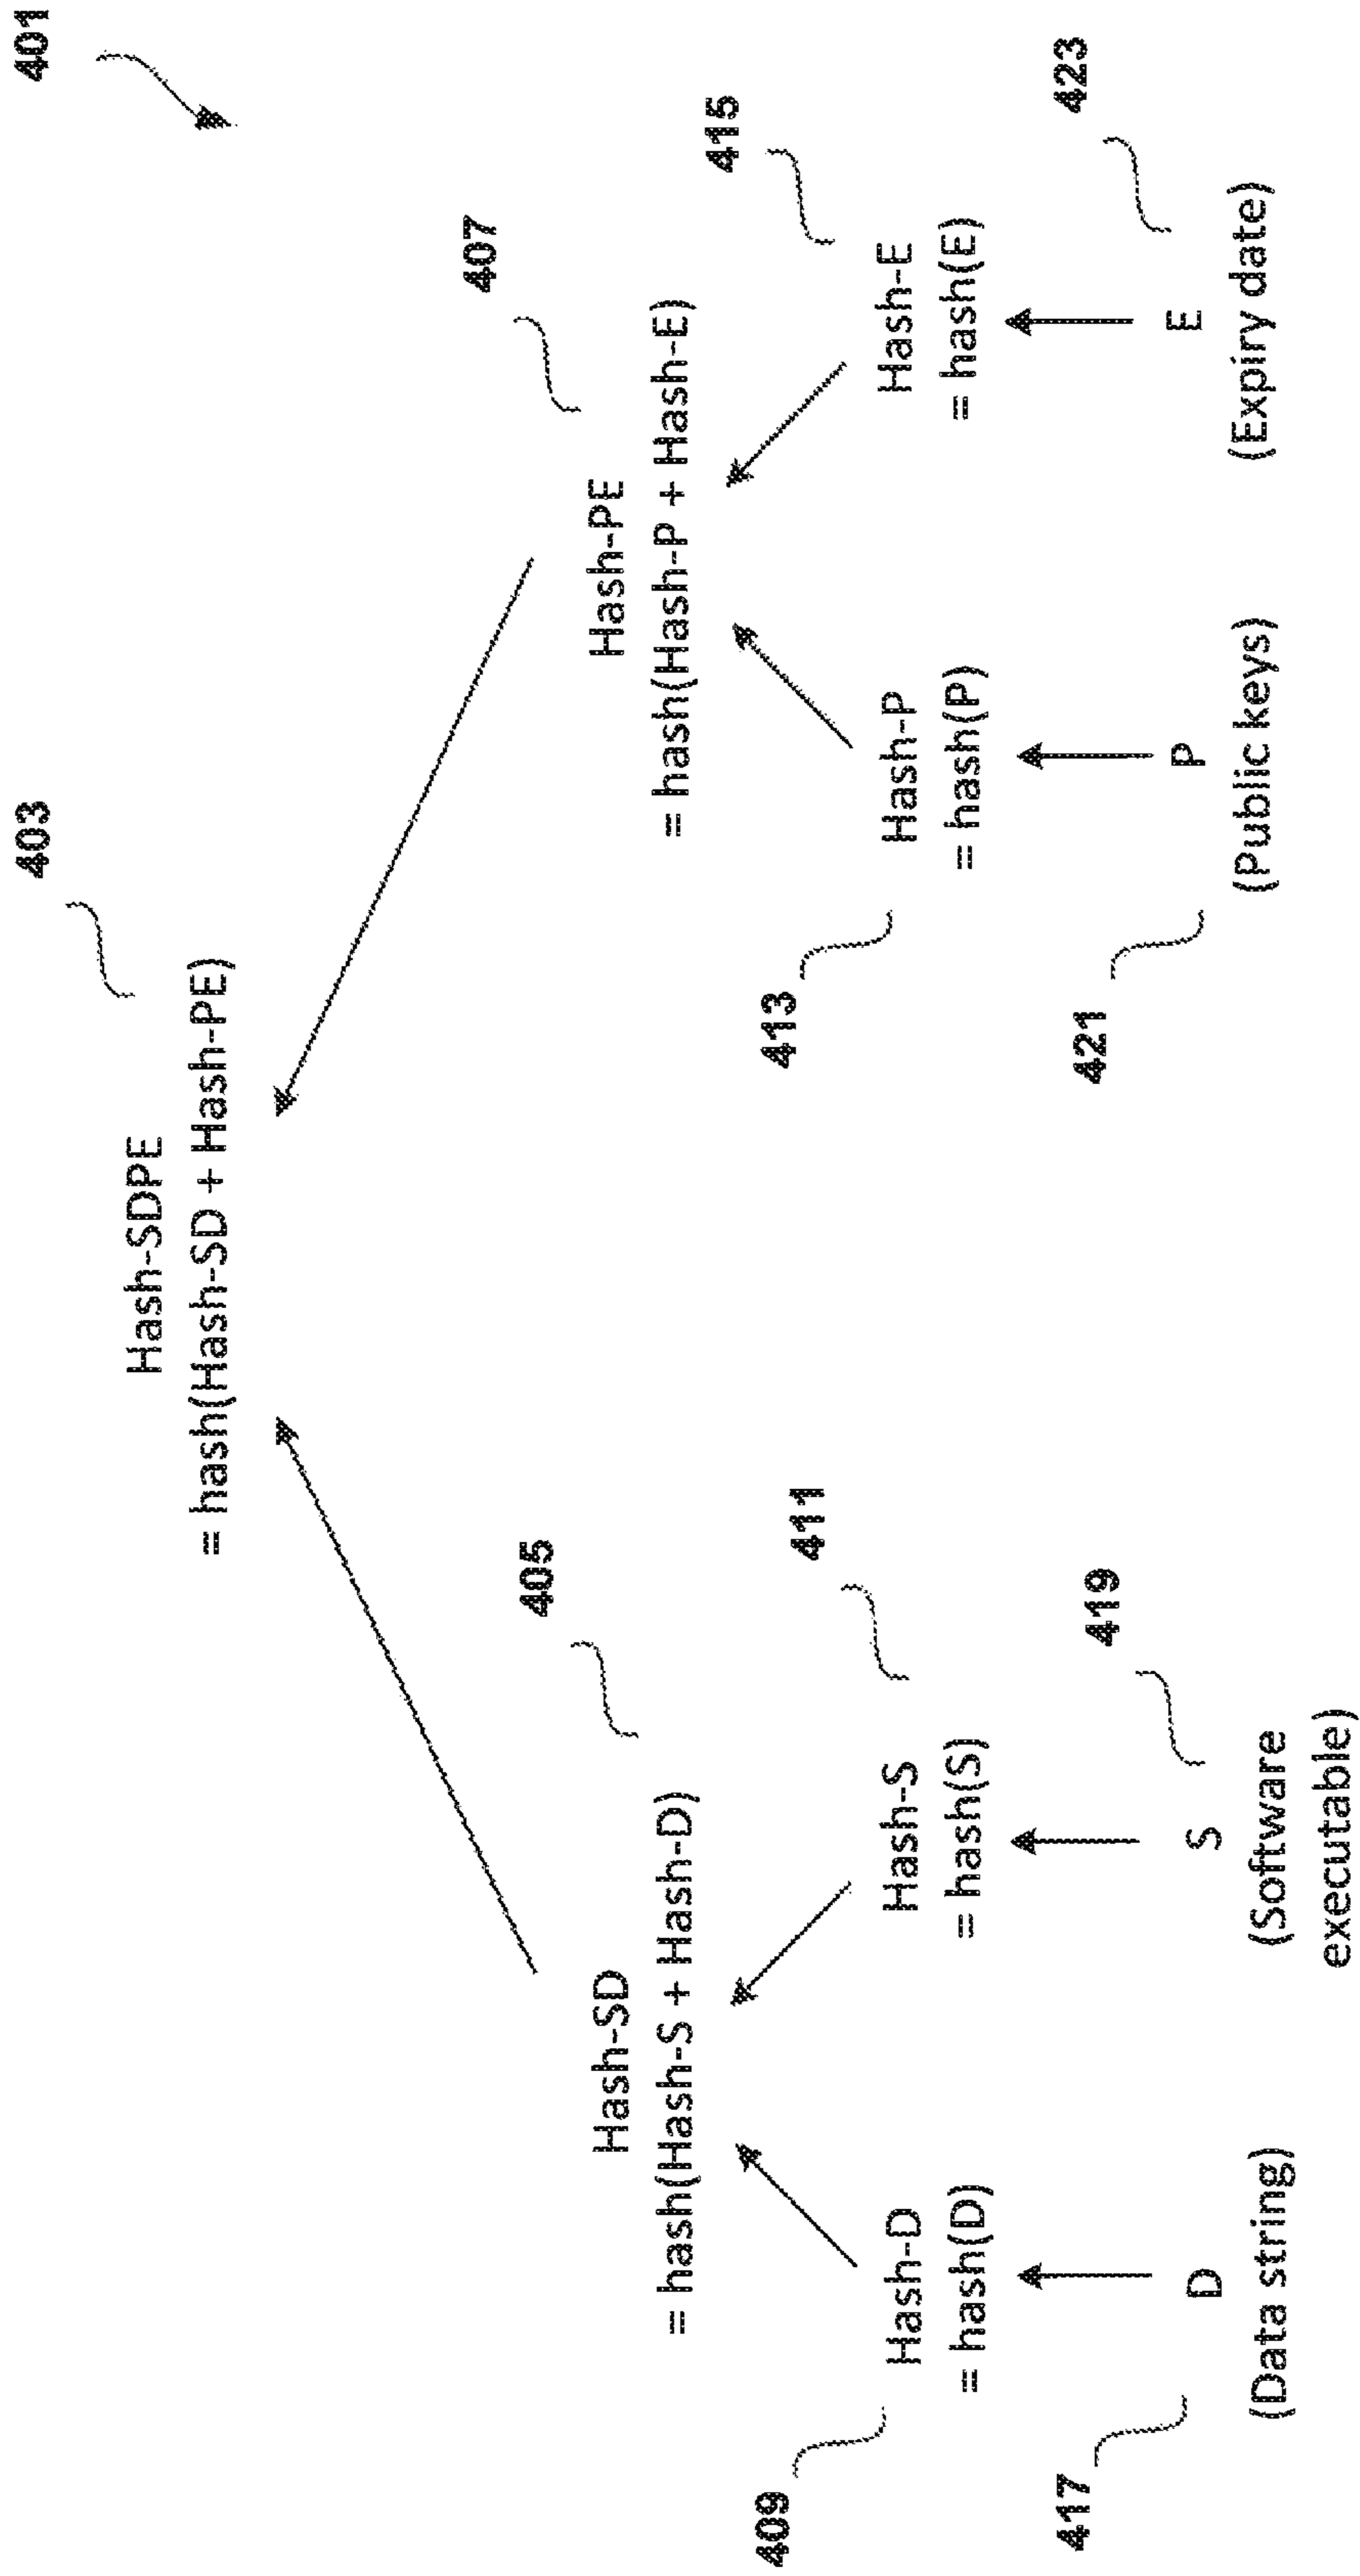 401
403
Hash-SDPE
= hash(Hash-SD + Hash-PE)
405
Hash-SD
= hash(Hash-S + Hash-D)
407
Hash-PE
= hash(Hash-P + Hash-E)
409
Hash-D
= hash(D)
411
Hash-S
= hash(S)
413
Hash-P
= hash(P)
415
Hash-E
= hash(E)
417
D
(Data string)
419
S
(Software
executable)
421
P
(Public keys)
423
E
(Expiry date)